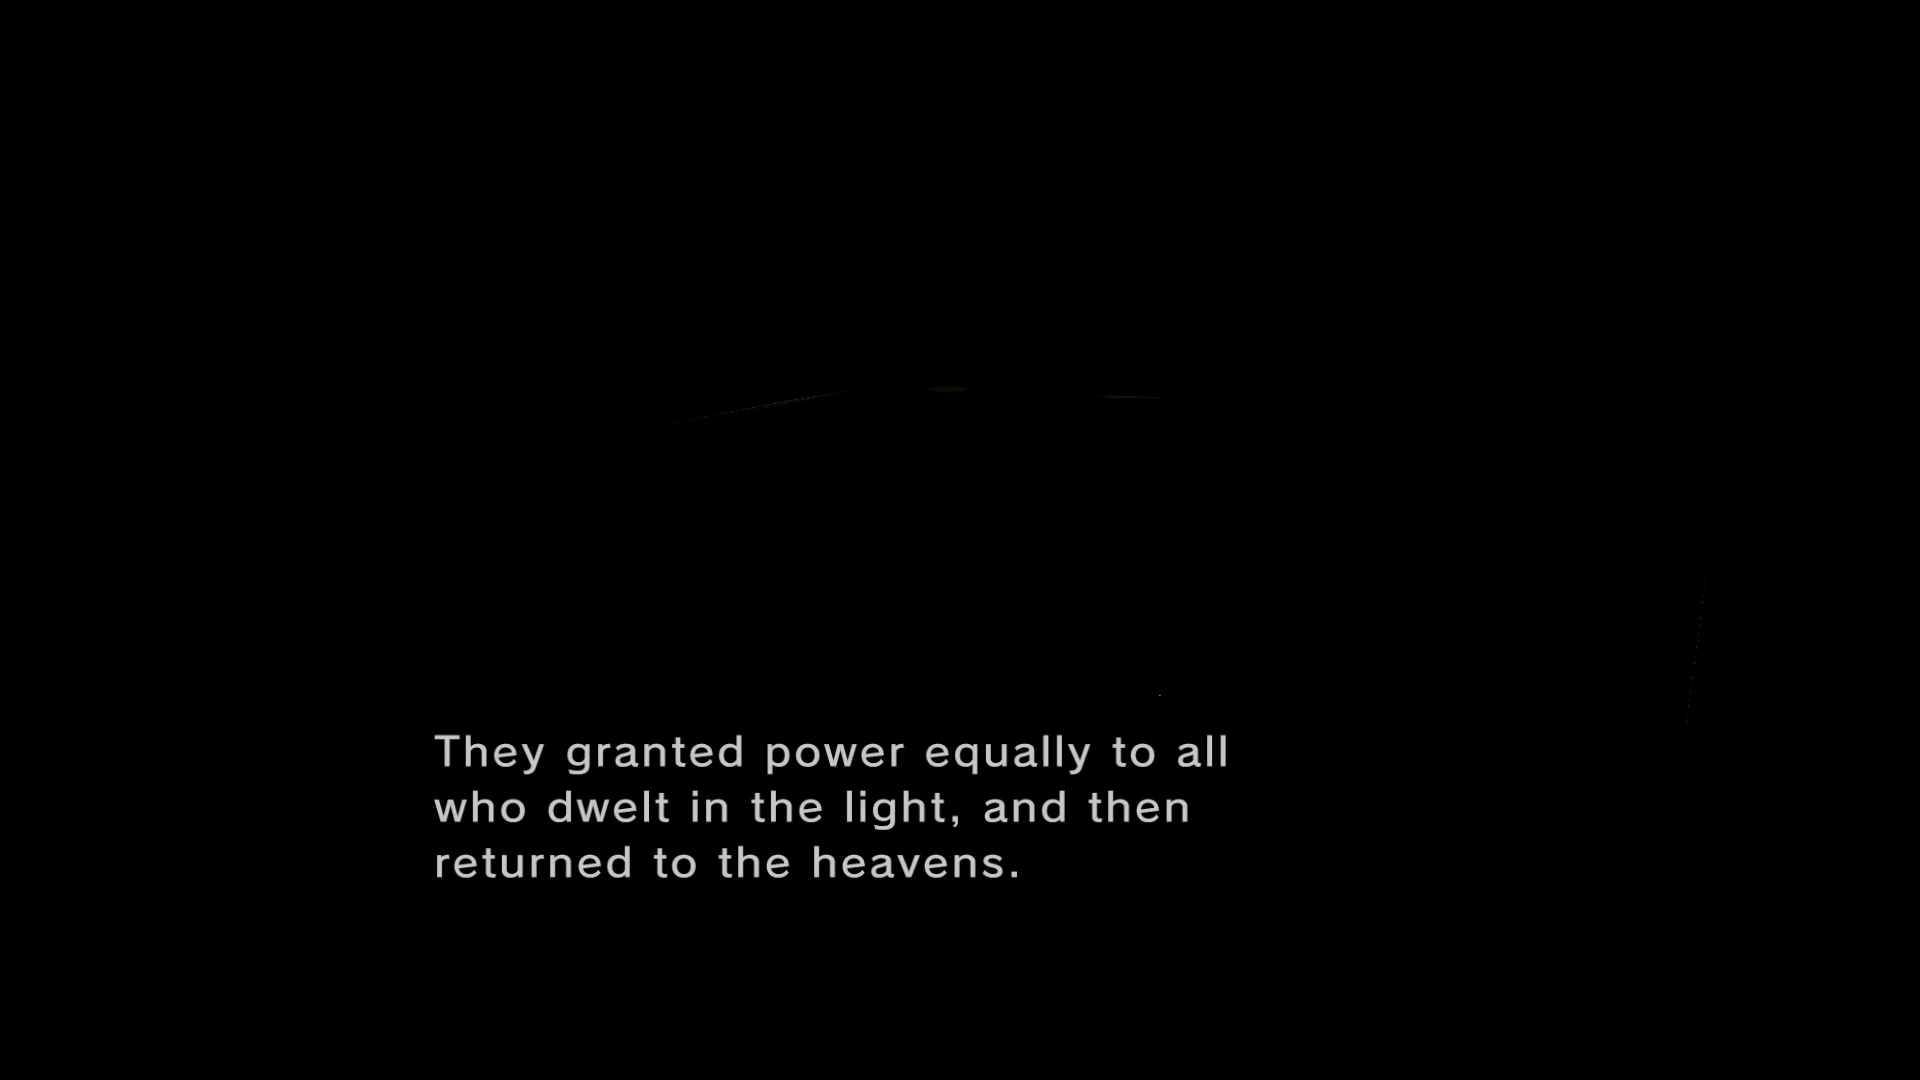 They granted power equally to all
who dwelt in the light, and then
returned to the heavens.